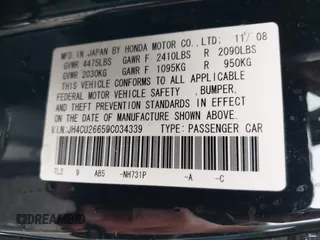 MFD. IN JAPAN BY HONDA MOTOR CO., LTD. 11/08
GVWR 4475LBS GAWR F 2410LBS R 2090LBS
GVWR 2030KG GAWR F 1095KG R 950KG
THIS VEHICLE CONFORMS TO ALL APPLICABLE
FEDERAL MOTOR VEHICLE SAFETY, BUMPER,
AND THEFT PREVENTION STANDARDS IN EFFECT
ON THE DATE OF MANUFACTURE SHOWN ABOVE.
V.I.N: JH4CU26659C034339 TYPE: PASSENGER CAR
TL2 9 AB5 -NH731P -A -C
DREAMBID